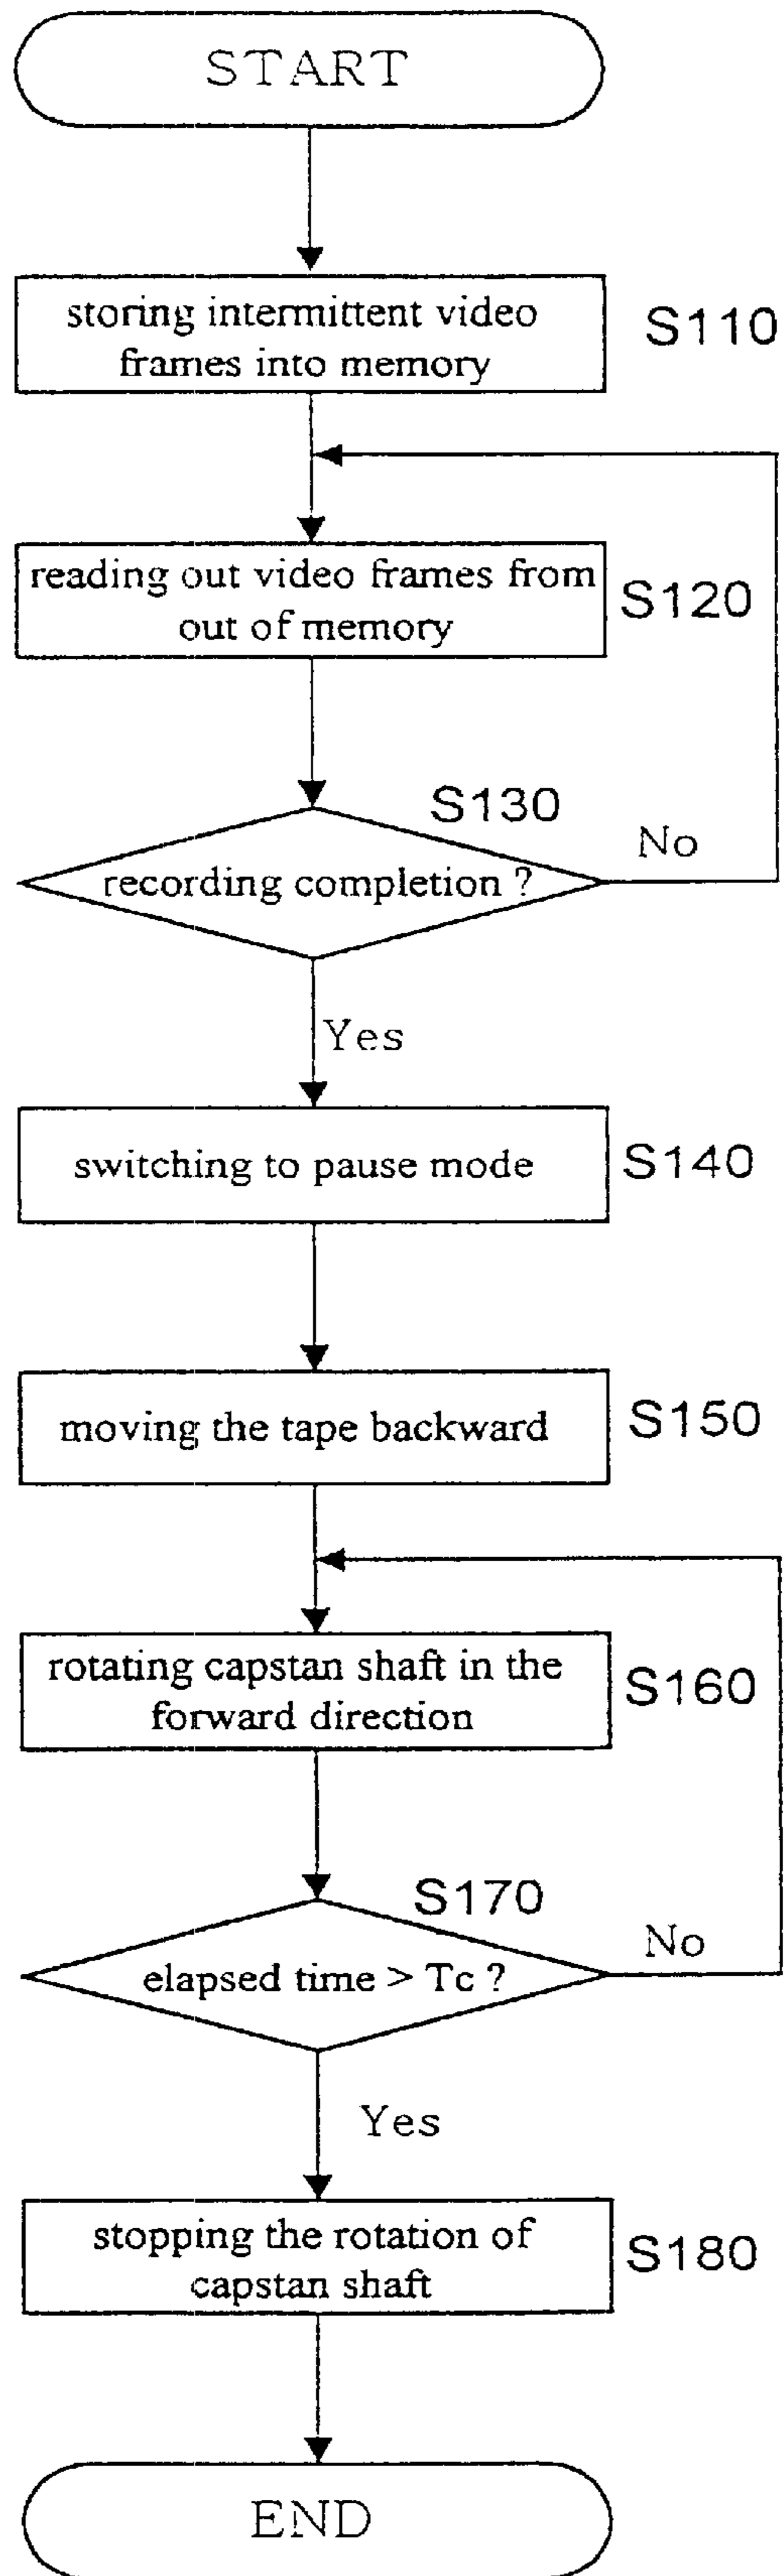 START
storing intermittent video
frames into memory
S110
reading out video frames from
out of memory
S120
S130
recording completion ?
No
Yes
switching to pause mode
S140
moving the tape backward
S150
rotating capstan shaft in the
forward direction
S160
S170
elapsed time > Tc ?
No
Yes
stopping the rotation of
capstan shaft
S180
END